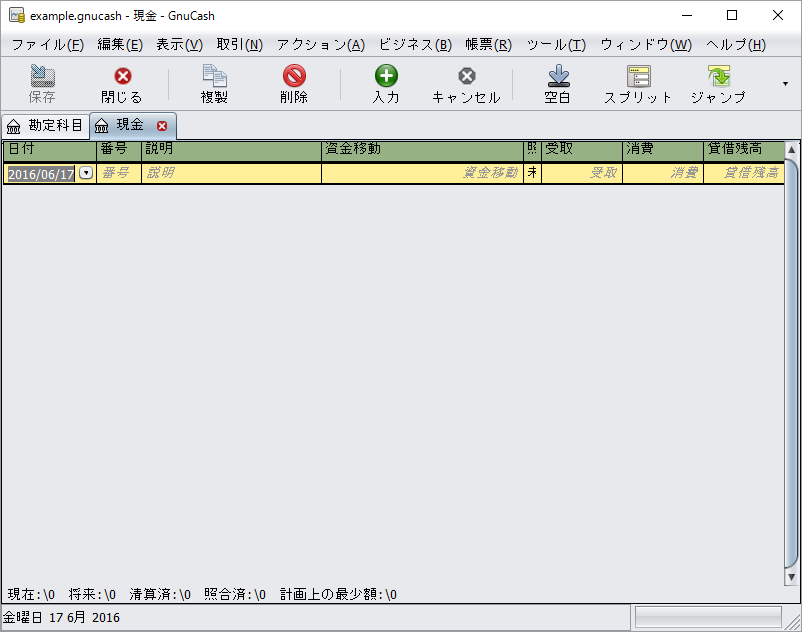 example.gnucash - 現金 - GnuCash
ファイル(F) 編集(E) 表示(V) 取引(N) アクション(A) ビジネス(B) 帳票(R) ツール(T) ウィンドウ(W) ヘルプ(H)
保存 閉じる 複製 削除 入力 キャンセル 空白 スプリット ジャンプ
勘定科目 現金
日付 番号 説明 資金移動 照 受取 消費 貸借残高
2016/06/17 番号 説明 資金移動 未 受取 消費 貸借残高
現在:\0 将来:\0 清算済:\0 照合済:\0 計画上の最少額:\0
金曜日 17 6月 2016